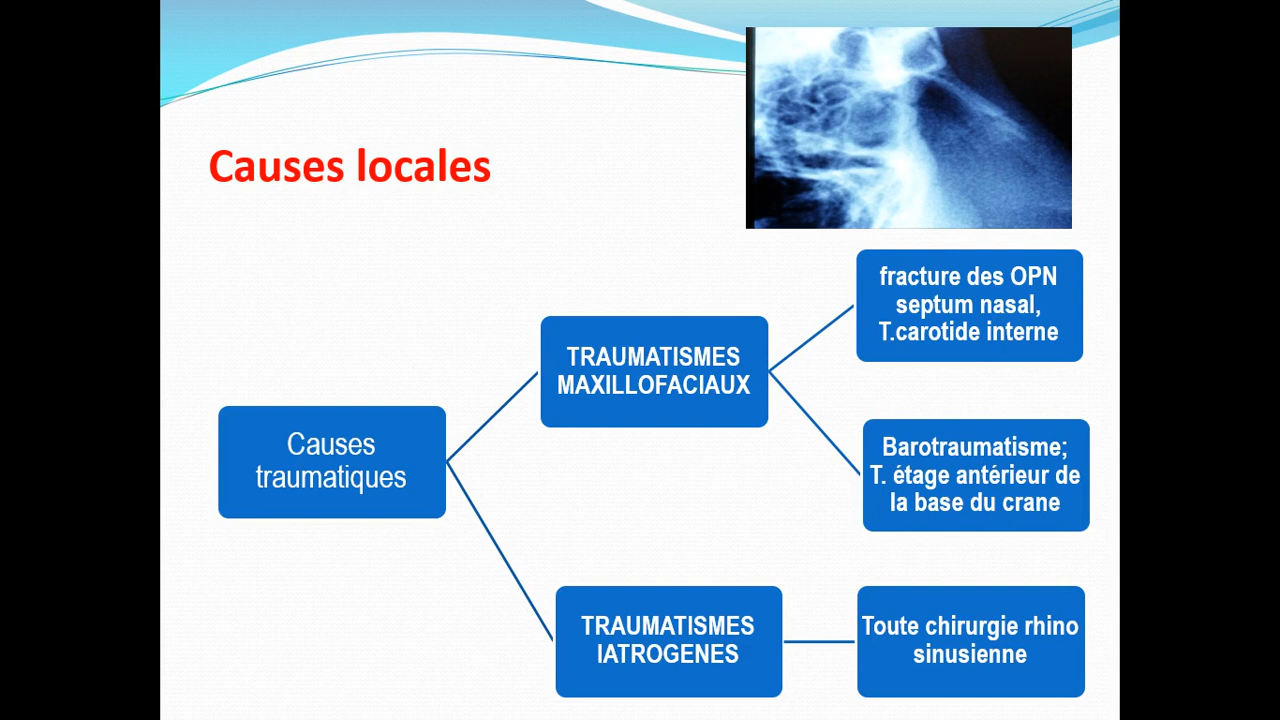 Causes locales
fracture des OPN
septum nasal,
T.carotide interne
TRAUMATISMES
MAXILLOFACIAUX
Causes
traumatiques
Barotraumatisme;
T. étage antérieur de
la base du crane
TRAUMATISMES
IATROGENES
Toute chirurgie rhino
sinusienne